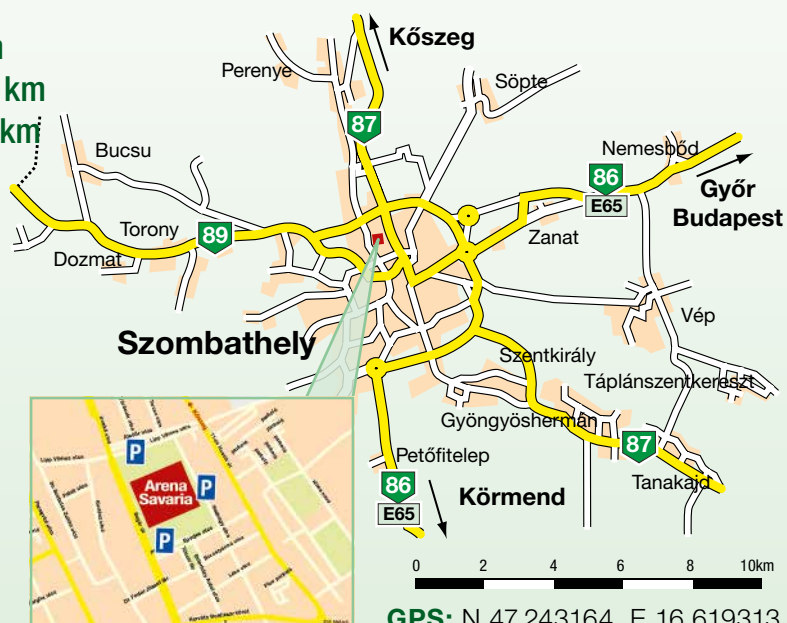 km
km
Kőszeg
Perenye
Söpte
87
Bucsu
Nemesbőd
86
E65
Győr
Budapest
Torony
89
Zanat
Dozmat
Szombathely
Vép
Szentkirály
Táplánszentkereszt
Gyöngyöshermán
87
Petőfitelep
Tanakajd
86
E65
Körmend
P
Arena
Savaria
P
P
0 2 4 6 8 10km
GPS: N 47.243164, E 16.619313